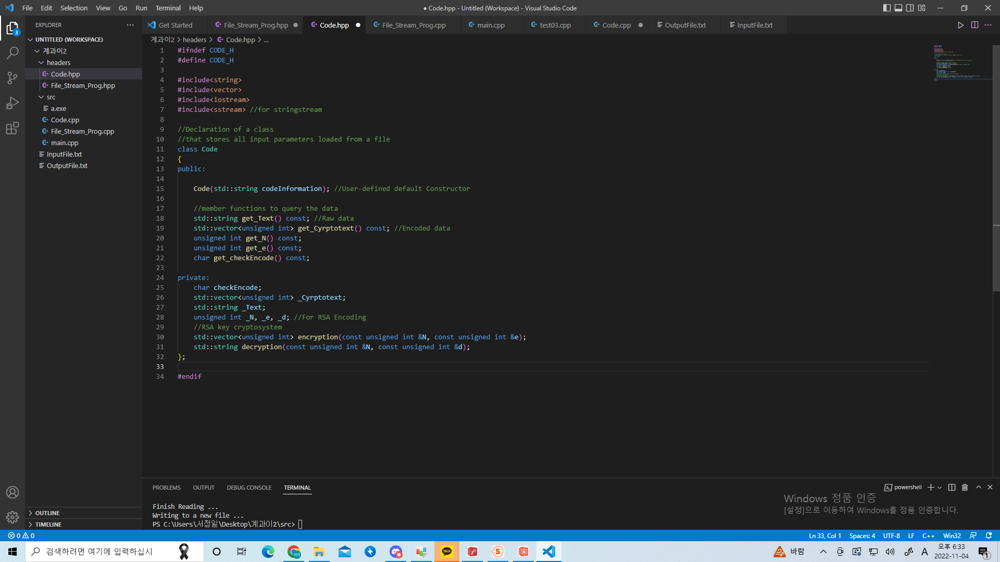 File Edit Selection View Go Run Terminal Help
● Code.hpp - Untitled (Workspace) - Visual Studio Code
EXPLORER
Get Started File_Stream_Prog.hpp Code.hpp File_Stream_Prog.cpp main.cpp test03.cpp Code.cpp OutputFile.txt InputFile.txt
3
UNTITLED (WORKSPACE)
계과이2
headers
Code.hpp
File_Stream_Prog.hpp
src
a.exe
Code.cpp
File_Stream_Prog.cpp
main.cpp
InputFile.txt
OutputFile.txt
OUTLINE
TIMELINE
계과이2 > headers > Code.hpp > ...
1 #ifndef CODE_H
2 #define CODE_H
3
4 #include<string>
5 #include<vector>
6 #include<iostream>
7 #include<sstream> //for stringstream
8
9 //Declaration of a class
10 //that stores all input parameters loaded from a file
11 class Code
12 {
13 public:
14
15 Code(std::string codeInformation); //User-defined default Constructor
16
17 //member functions to query the data
18 std::string get_Text() const; //Raw data
19 std::vector<unsigned int> get_Cyrptotext() const; //Encoded data
20 unsigned int get_N() const;
21 unsigned int get_e() const;
22 char get_checkEncode() const;
23
24 private:
25 char checkEncode;
26 std::vector<unsigned int> _Cyrptotext;
27 std::string _Text;
28 unsigned int _N, _e, _d; //For RSA Encoding
29 //RSA key cryptosystem
30 std::vector<unsigned int> encryption(const unsigned int &N, const unsigned int &e);
31 std::string decryption(const unsigned int &N, const unsigned int &d);
32 };
33
34 #endif
PROBLEMS OUTPUT DEBUG CONSOLE TERMINAL
powershell
Finish Reading ...
Writing to a new file ...
PS C:\Users\서정일\Desktop\계과이2\src>
Windows 정품 인증
[설정]으로 이동하여 Windows를 정품 인증합니다.
0 0
Ln 33, Col 1 Spaces: 4 UTF-8 LF C++ Win32
검색하려면 여기에 입력하십시
TALK
바람
A
오후 6:33
2022-11-04
1